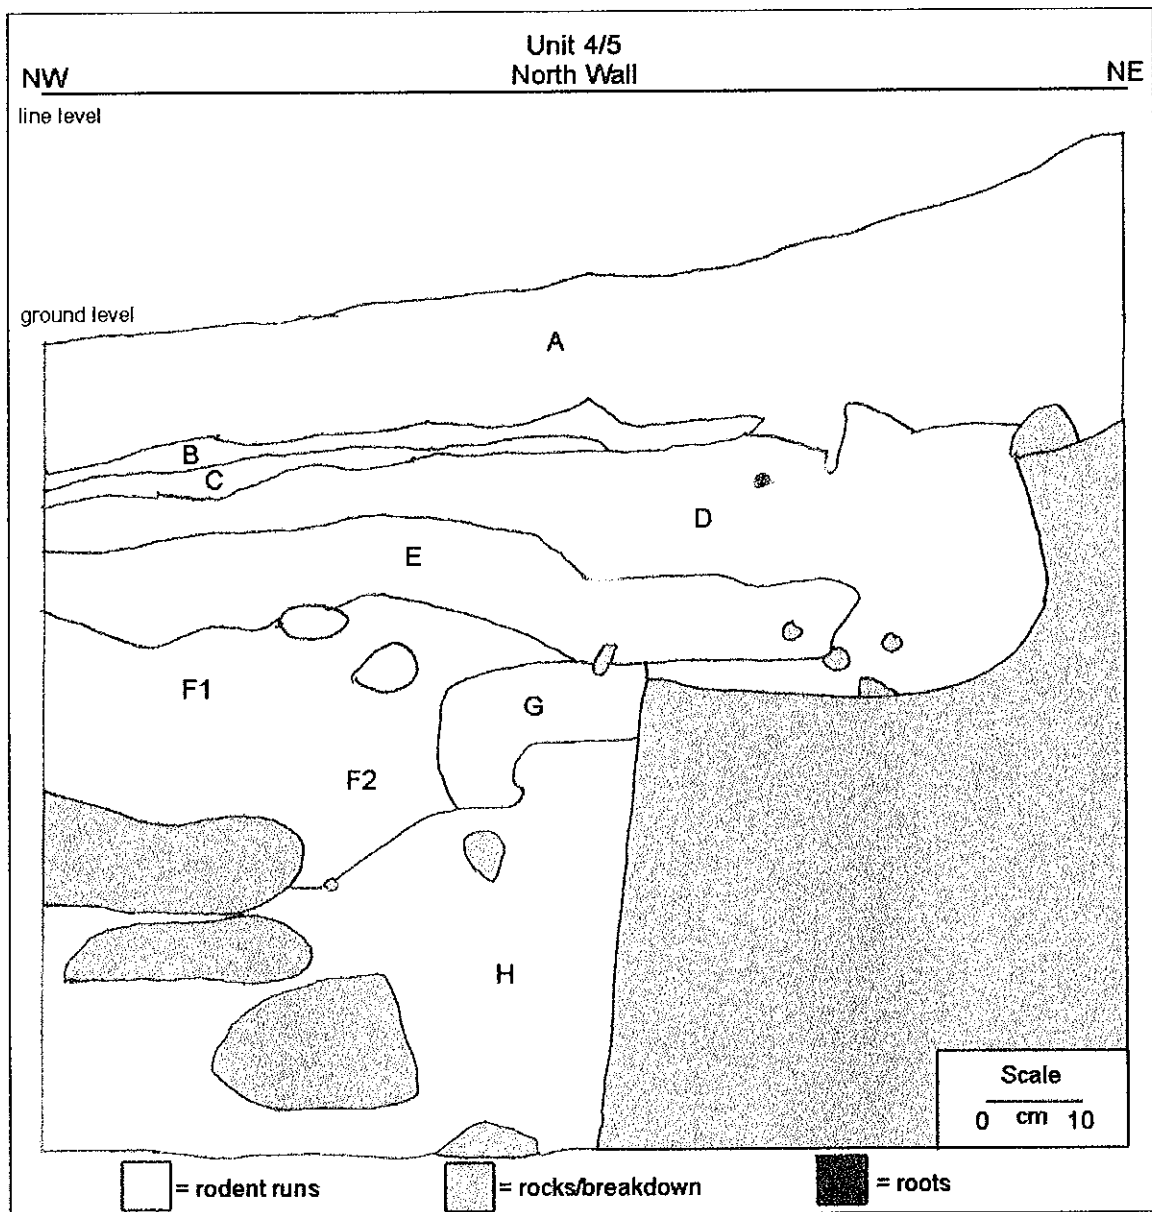 Unit 4/5
North Wall
NW
NE
line level
ground level
A
B
C
D
E
F1
G
F2
H
Scale
0 cm 10
= rodent runs
= rocks/breakdown
= roots